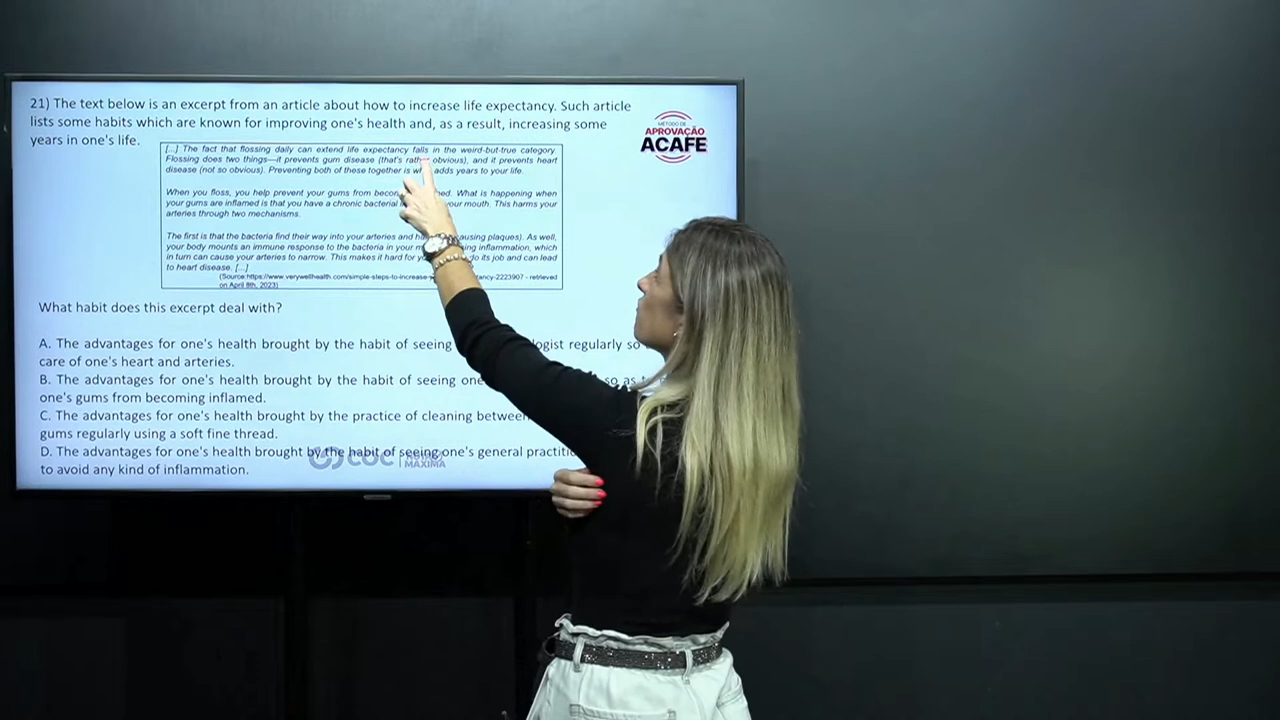 21) The text below is an excerpt from an article about how to increase life expectancy. Such article
lists some habits which are known for improving one's health and, as a result, increasing some
years in one's life.
MÉTODO DE
APROVAÇÃO
ACAFE
[...] The fact that flossing daily can extend life expectancy falls in the weird-but-true category.
Flossing does two things—it prevents gum disease (that's rather obvious), and it prevents heart
disease (not so obvious). Preventing both of these together is adds years to your life.
When you floss, you help prevent your gums from What is happening when
your gums are inflamed is that you have a chronic bacterial your mouth. This harms your
arteries through two mechanisms.
The first is that the bacteria find their way into your arteries and causing plaques). As well,
your body mounts an immune response to the bacteria in your inflammation, which
in turn can cause your arteries to narrow. This makes it hard for do its job and can lead
to heart disease. [...]
(Source:https://www.verywellhealth.com/simple-steps-to-increase- -2223907 - retrieved
on April 8th, 2023)
What habit does this excerpt deal with?
A. The advantages for one's health brought by the habit of seeing regularly so
care of one's heart and arteries.
B. The advantages for one's health brought by the habit of seeing so as
one's gums from becoming inflamed.
C. The advantages for one's health brought by the practice of cleaning between
gums regularly using a soft fine thread.
D. The advantages for one's health brought by the habit of seeing one's general
to avoid any kind of inflammation.
COC
MÁXIMA